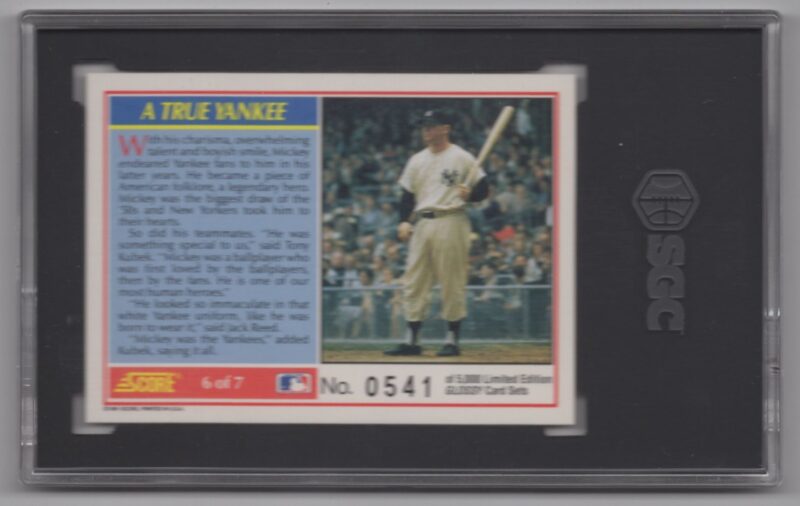 A TRUE YANKEE
With his charisma, overwhelming
talent and boyish smile, Mickey
endeared Yankee fans to him in his
latter years. He became a piece of
American folklore, a legendary hero.
Mickey was the biggest draw of the
'50s and New Yorkers took him to
their hearts.
So did his teammates. "He was
something special to us," said Tony
Kubek. "Mickey was a ballplayer who
was first loved by the ballplayers,
then by the fans. He is one of our
most human heroes."
"He looked so immaculate in that
white Yankee uniform, like he was
born to wear it," said Jack Reed.
"Mickey was the Yankees," added
Kubek, saying it all.
SCORE 6 of 7
No. 0541 of 5,000 Limited Edition
GLOSSY Card Sets
PRINTED IN U.S.A.
SGC